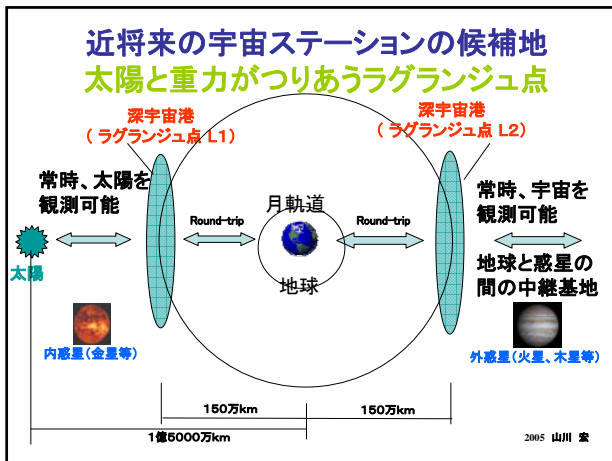 近将来の宇宙ステーションの候補地
太陽と重力がつりあうラグランジュ点
深宇宙港
（ラグランジュ点 L1）
深宇宙港
（ラグランジュ点 L2）
常時、太陽を
観測可能
Round-trip
月軌道
Round-trip
常時、宇宙を
観測可能
太陽
地球
地球と惑星の
間の中継基地
内惑星（金星等）
外惑星（火星、木星等）
150万km
150万km
1億5000万km
2005 山川 宏